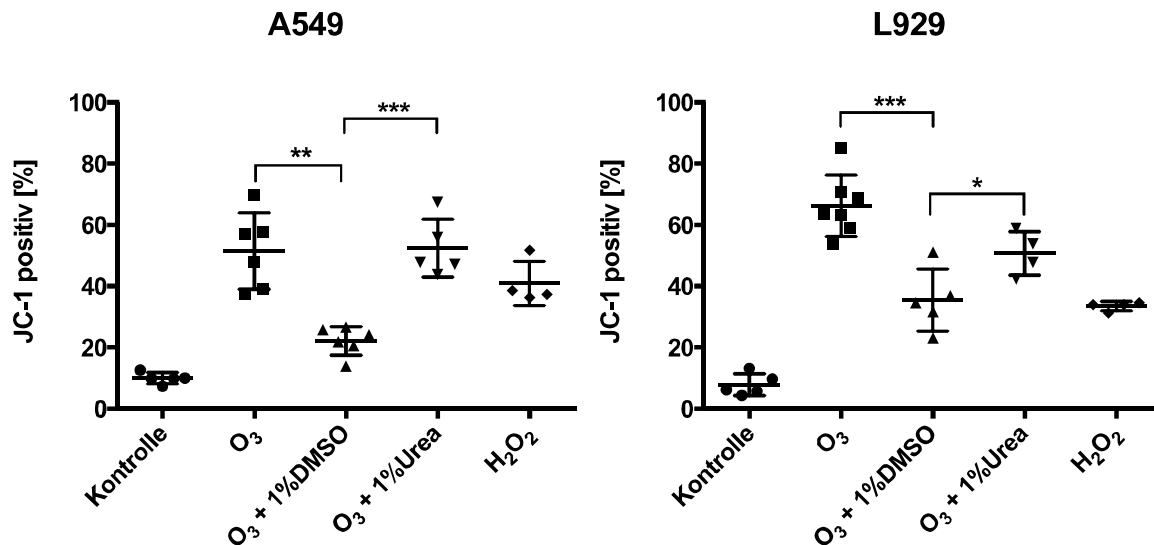 A549
JC-1 positiv [%]
100
80
60
40
20
0
**
***
Kontrolle
O₃
O₃ + 1%DMSO
O₃ + 1%Urea
H₂O₂
L929
JC-1 positiv [%]
100
80
60
40
20
0
***
*
Kontrolle
O₃
O₃ + 1%DMSO
O₃ + 1%Urea
H₂O₂